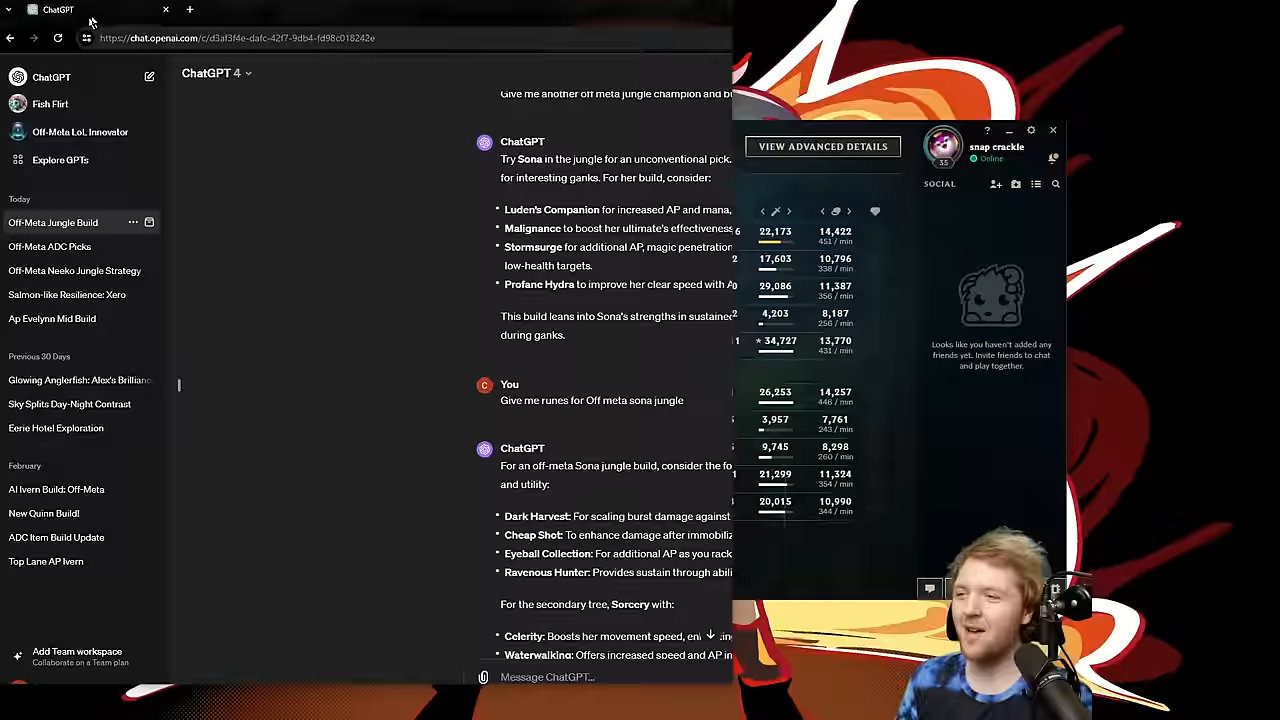 ChatGPT
https://chat.openai.com/c/d3af3f4e-dafc-42f7-9db4-fd98c018242e
ChatGPT
Fish Flirt
Off-Meta LoL Innovator
Explore GPTs
Today
Off-Meta Jungle Build
Off-Meta ADC Picks
Off-Meta Neeko Jungle Strategy
Salmon-like Resilience: Xero
Ap Evelynn Mid Build
Previous 30 Days
Glowing Anglerfish: Alex's Brillianc
Sky Splits Day-Night Contrast
Eerie Hotel Exploration
February
AI Ivern Build: Off-Meta
New Quinn Build!
ADC Item Build Update
Top Lane AP Ivern
Add Team workspace
Collaborate on a Team plan
ChatGPT 4
Give me another off meta jungle champion and bu
ChatGPT
Try Sona in the jungle for an unconventional pick.
for interesting ganks. For her build, consider:
• Luden's Companion for increased AP and mana,
• Malignance to boost her ultimate's effectiveness
• Stormsurge for additional AP, magic penetration
low-health targets.
• Profane Hydra to improve her clear speed with A
This build leans into Sona's strengths in sustained
during ganks.
C You
Give me runes for Off meta sona jungle
ChatGPT
For an off-meta Sona jungle build, consider the fo
and utility:
• Dark Harvest: For scaling burst damage against
• Cheap Shot: To enhance damage after immobiliz
• Eyeball Collection: For additional AP as you rack
• Ravenous Hunter: Provides sustain through abili
For the secondary tree, Sorcery with:
• Celerity: Boosts her movement speed, en
• Waterwalking: Offers increased speed and AP in
Message ChatGPT...
VIEW ADVANCED DETAILS
22,173 14,422
451 / min
17,603 10,796
338 / min
29,086 11,387
356 / min
4,203 8,187
256 / min
34,727 13,770
431 / min
26,253 14,257
446 / min
3,957 7,761
243 / min
9,745 8,298
260 / min
21,299 11,324
354 / min
20,015 10,990
344 / min
snap crackle
Online
35
SOCIAL
Looks like you haven't added any
friends yet. Invite friends to chat
and play together.